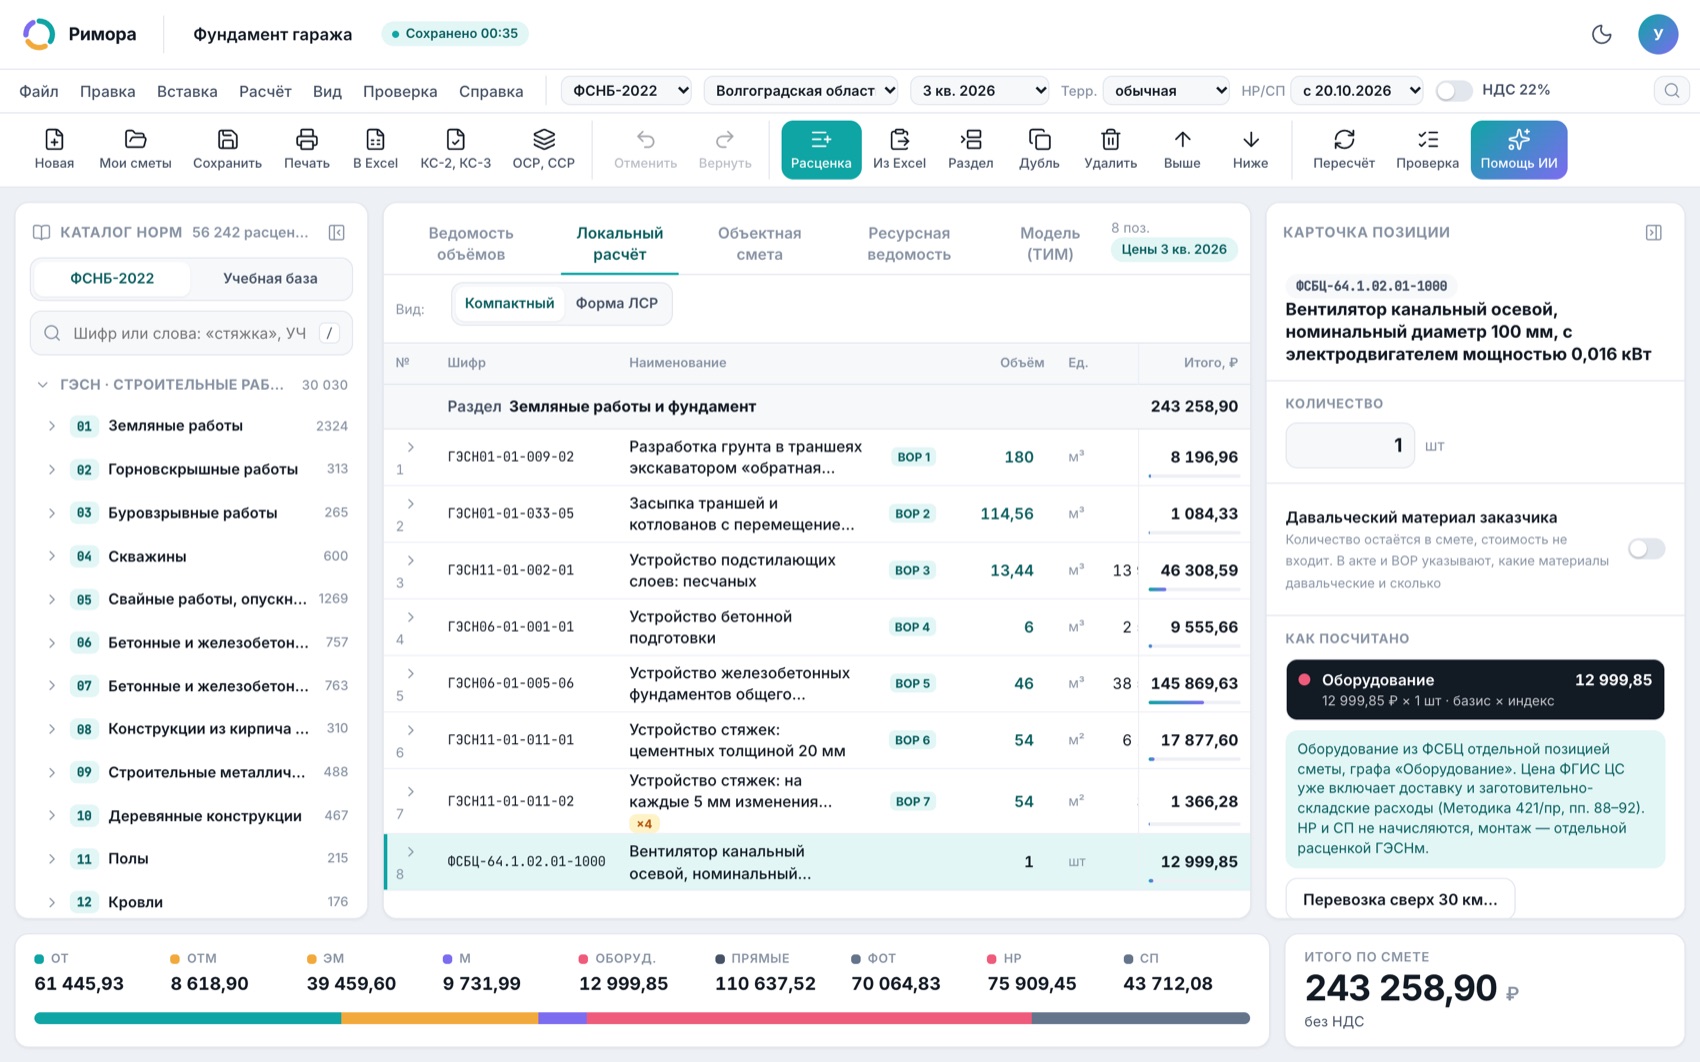 Римора
Фундамент гаража
Сохранено 00:35
У
Файл Правка Вставка Расчёт Вид Проверка Справка
ФСНБ-2022
Волгоградская област
3 кв. 2026
Терр. обычная
НР/СП с 20.10.2026
НДС 22%
Новая Мои сметы Сохранить Печать В Excel КС-2, КС-3 ОСР, ССР Отменить Вернуть Расценка Из Excel Раздел Дубль Удалить Выше Ниже Пересчёт Проверка Помощь ИИ
КАТАЛОГ НОРМ 56 242 расцен...
ФСНБ-2022 Учебная база
Шифр или слова: «стяжка», УЧ /
ГЭСН · СТРОИТЕЛЬНЫЕ РАБ... 30 030
01 Земляные работы 2324
02 Горновскрышные работы 313
03 Буровзрывные работы 265
04 Скважины 600
05 Свайные работы, опускн... 1269
06 Бетонные и железобетон... 757
07 Бетонные и железобетон... 763
08 Конструкции из кирпича ... 310
09 Строительные металлич... 488
10 Деревянные конструкции 467
11 Полы 215
12 Кровли 176
Ведомость объёмов
Локальный расчёт
Объектная смета
Ресурсная ведомость
Модель (ТИМ)
8 поз.
Цены 3 кв. 2026
Вид: Компактный Форма ЛСР
№ Шифр Наименование Объём Ед. Итого, ₽
Раздел Земляные работы и фундамент 243 258,90
1 ГЭСН01-01-009-02 Разработка грунта в траншеях
экскаватором «обратная... ВОР 1 180 м³ 8 196,96
2 ГЭСН01-01-033-05 Засыпка траншей и
котлованов с перемещение... ВОР 2 114,56 м³ 1 084,33
3 ГЭСН11-01-002-01 Устройство подстилающих
слоев: песчаных ВОР 3 13,44 м³ 13 46 308,59
4 ГЭСН06-01-001-01 Устройство бетонной
подготовки ВОР 4 6 м³ 2 9 555,66
5 ГЭСН06-01-005-06 Устройство железобетонных
фундаментов общего... ВОР 5 46 м³ 38 145 869,63
6 ГЭСН11-01-011-01 Устройство стяжек:
цементных толщиной 20 мм ВОР 6 54 м² 6 17 877,60
7 ГЭСН11-01-011-02 Устройство стяжек: на
каждые 5 мм изменения... ВОР 7 54 м² 1 366,28
×4
8 ФСБЦ-64.1.02.01-1000 Вентилятор канальный
осевой, номинальный... 1 шт 12 999,85
КАРТОЧКА ПОЗИЦИИ
ФСБЦ-64.1.02.01-1000
Вентилятор канальный осевой,
номинальный диаметр 100 мм, с
электродвигателем мощностью 0,016 кВт
КОЛИЧЕСТВО
1 шт
Давальческий материал заказчика
Количество остаётся в смете, стоимость не
входит. В акте и ВОР указывают, какие материалы
давальческие и сколько
КАК ПОСЧИТАНО
Оборудование 12 999,85
12 999,85 ₽ × 1 шт · базис × индекс
Оборудование из ФСБЦ отдельной позицией
сметы, графа «Оборудование». Цена ФГИС ЦС
уже включает доставку и заготовительно-
складские расходы (Методика 421/пр, пп. 88–92).
НР и СП не начисляются, монтаж — отдельной
расценкой ГЭСНм.
Перевозка сверх 30 км...
ОТ ОТМ ЭМ М ОБОРУД. ПРЯМЫЕ ФОТ НР СП
61 445,93 8 618,90 39 459,60 9 731,99 12 999,85 110 637,52 70 064,83 75 909,45 43 712,08
ИТОГО ПО СМЕТЕ
243 258,90 ₽
без НДС